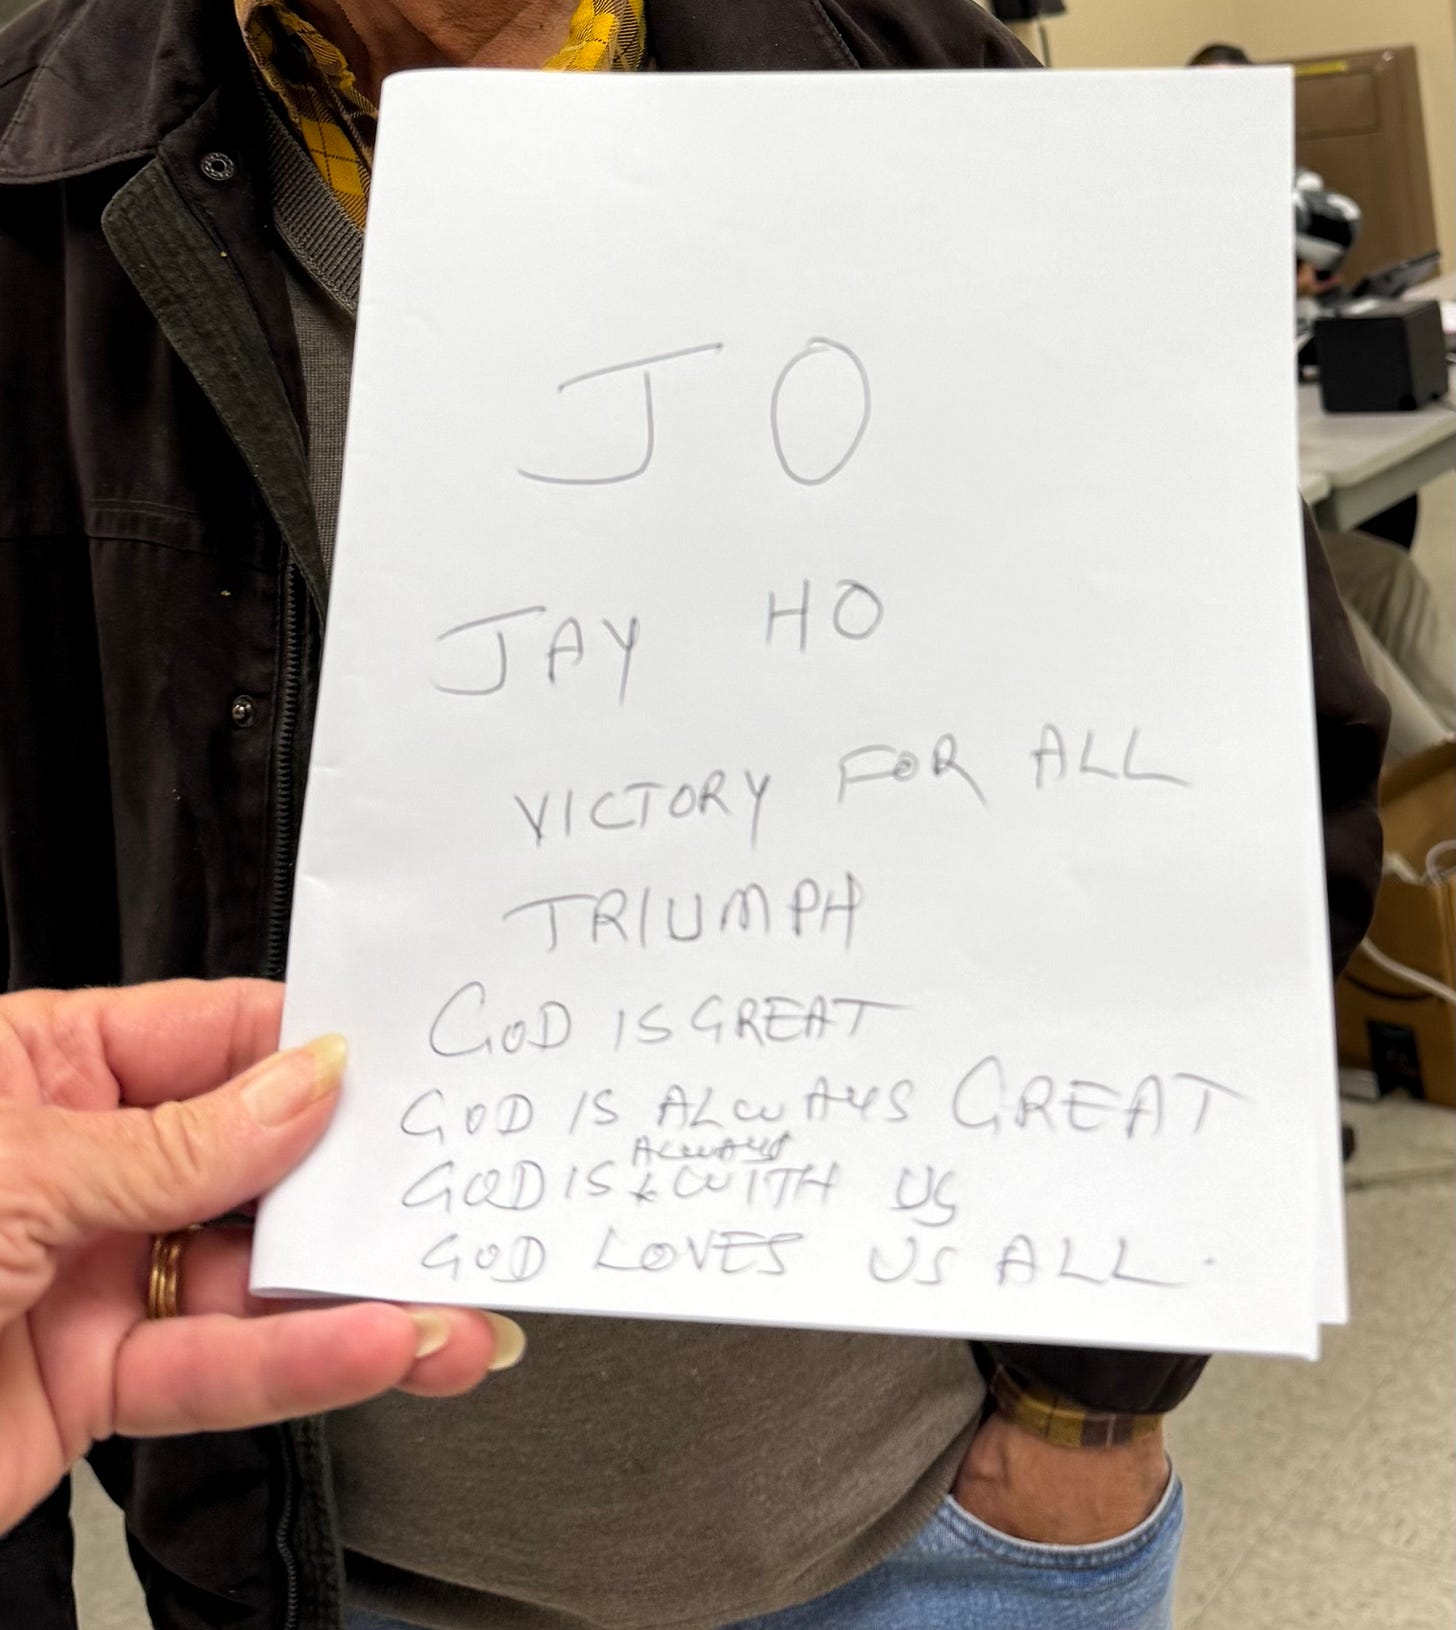 JO
JAY HO
VICTORY FOR ALL
TRIUMPH
GOD IS GREAT
GOD IS ALWAYS GREAT
GOD IS ALWAYS WITH US
GOD LOVES US ALL.